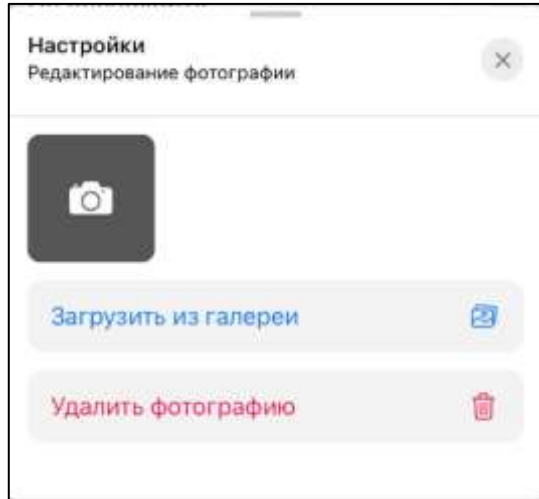 Настройки
Редактирование фотографии
Загрузить из галереи
Удалить фотографию